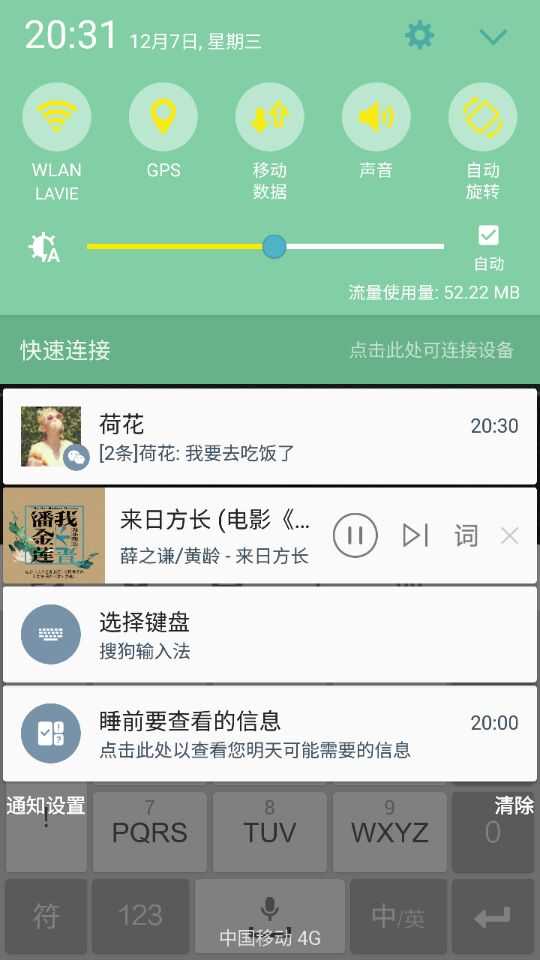 20:31 12月7日, 星期三
WLAN
LAVIE
GPS
移动
数据
声音
自动
旋转
A
自动
流量使用量: 52.22 MB
快速连接
点击此处可连接设备
荷花
20:30
[2条]荷花: 我要去吃饭了
我
潘金莲
来日方长 (电影《...
词
薛之谦/黄龄 - 来日方长
选择键盘
搜狗输入法
睡前要查看的信息
20:00
点击此处以查看您明天可能需要的信息
通知设置
清除
!
7
PQRS
8
TUV
9
WXYZ
0
符
123
中/英
中国移动 4G